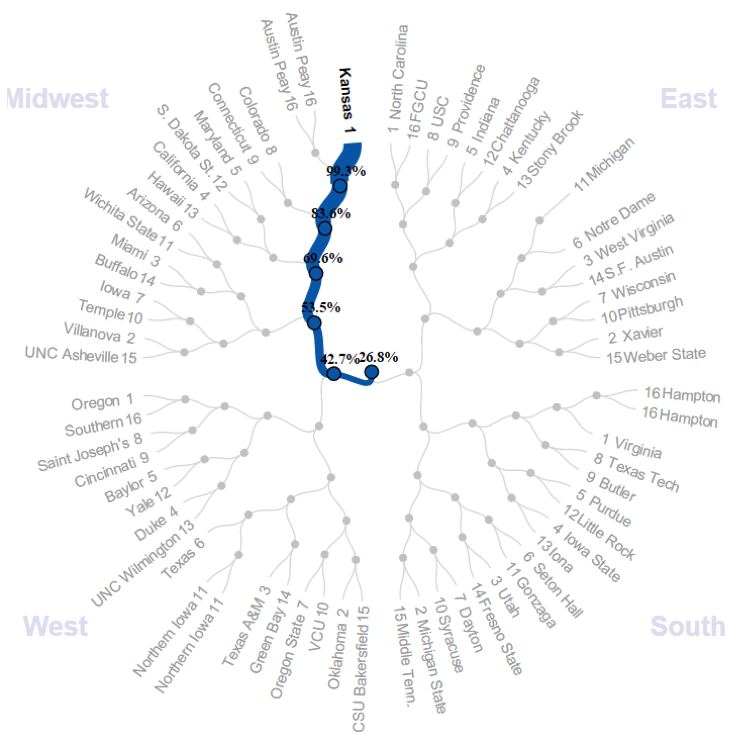 Midwest
East
Austin Peay 16
Austin Peay 16
Kansas 1
1 North Carolina
16 FGCU
8 USC
9 Providence
5 Indiana
12 Chattanooga
4 Kentucky
13 Stony Brook
11 Michigan
6 Notre Dame
3 West Virginia
14 S.F. Austin
7 Wisconsin
10 Pittsburgh
2 Xavier
15 Weber State
Colorado 8
Connecticut 9
Maryland 5
S. Dakota St. 12
California 4
Hawaii 13
Arizona 6
Wichita State 11
Miami 3
Buffalo 14
Iowa 7
Temple 10
Villanova 2
UNC Asheville 15
99.3%
83.6%
69.6%
53.5%
42.7%
26.8%
Oregon 1
Southern 16
Saint Joseph's 8
Cincinnati 9
Baylor 5
Yale 12
Duke 4
UNC Wilmington 13
Texas 6
Northern Iowa 11
Northern Iowa 11
Texas A&M 3
Green Bay 14
Oregon State 7
VCU 10
Oklahoma 2
CSU Bakersfield 15
16 Hampton
16 Hampton
1 Virginia
8 Texas Tech
9 Butler
5 Purdue
12 Little Rock
4 Iowa State
13 Iona
6 Seton Hall
11 Gonzaga
3 Utah
14 Fresno State
7 Dayton
10 Syracuse
2 Michigan State
15 Middle Tenn.
West
South